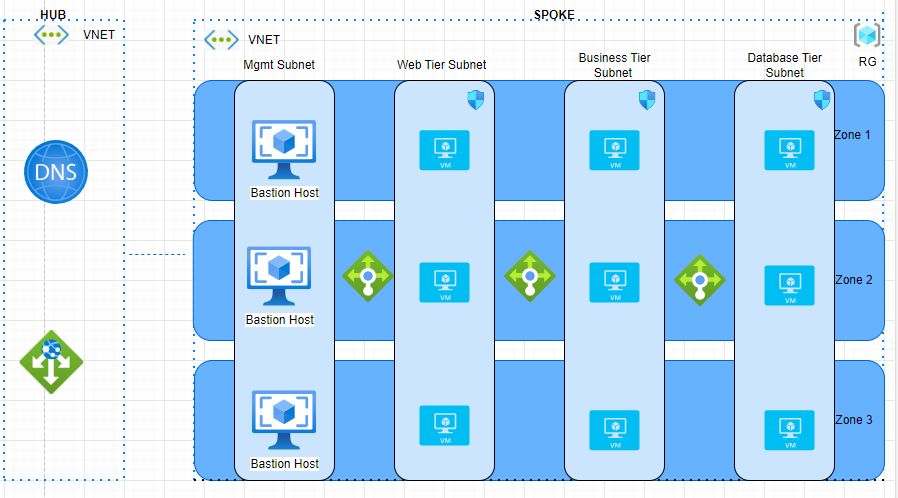 HUB
SPOKE
VNET
VNET
RG
Mgmt Subnet
Web Tier Subnet
Business Tier
Subnet
Database Tier
Subnet
Zone 1
VM
VM
VM
DNS
Bastion Host
Zone 2
VM
VM
VM
Bastion Host
Zone 3
VM
VM
VM
Bastion Host